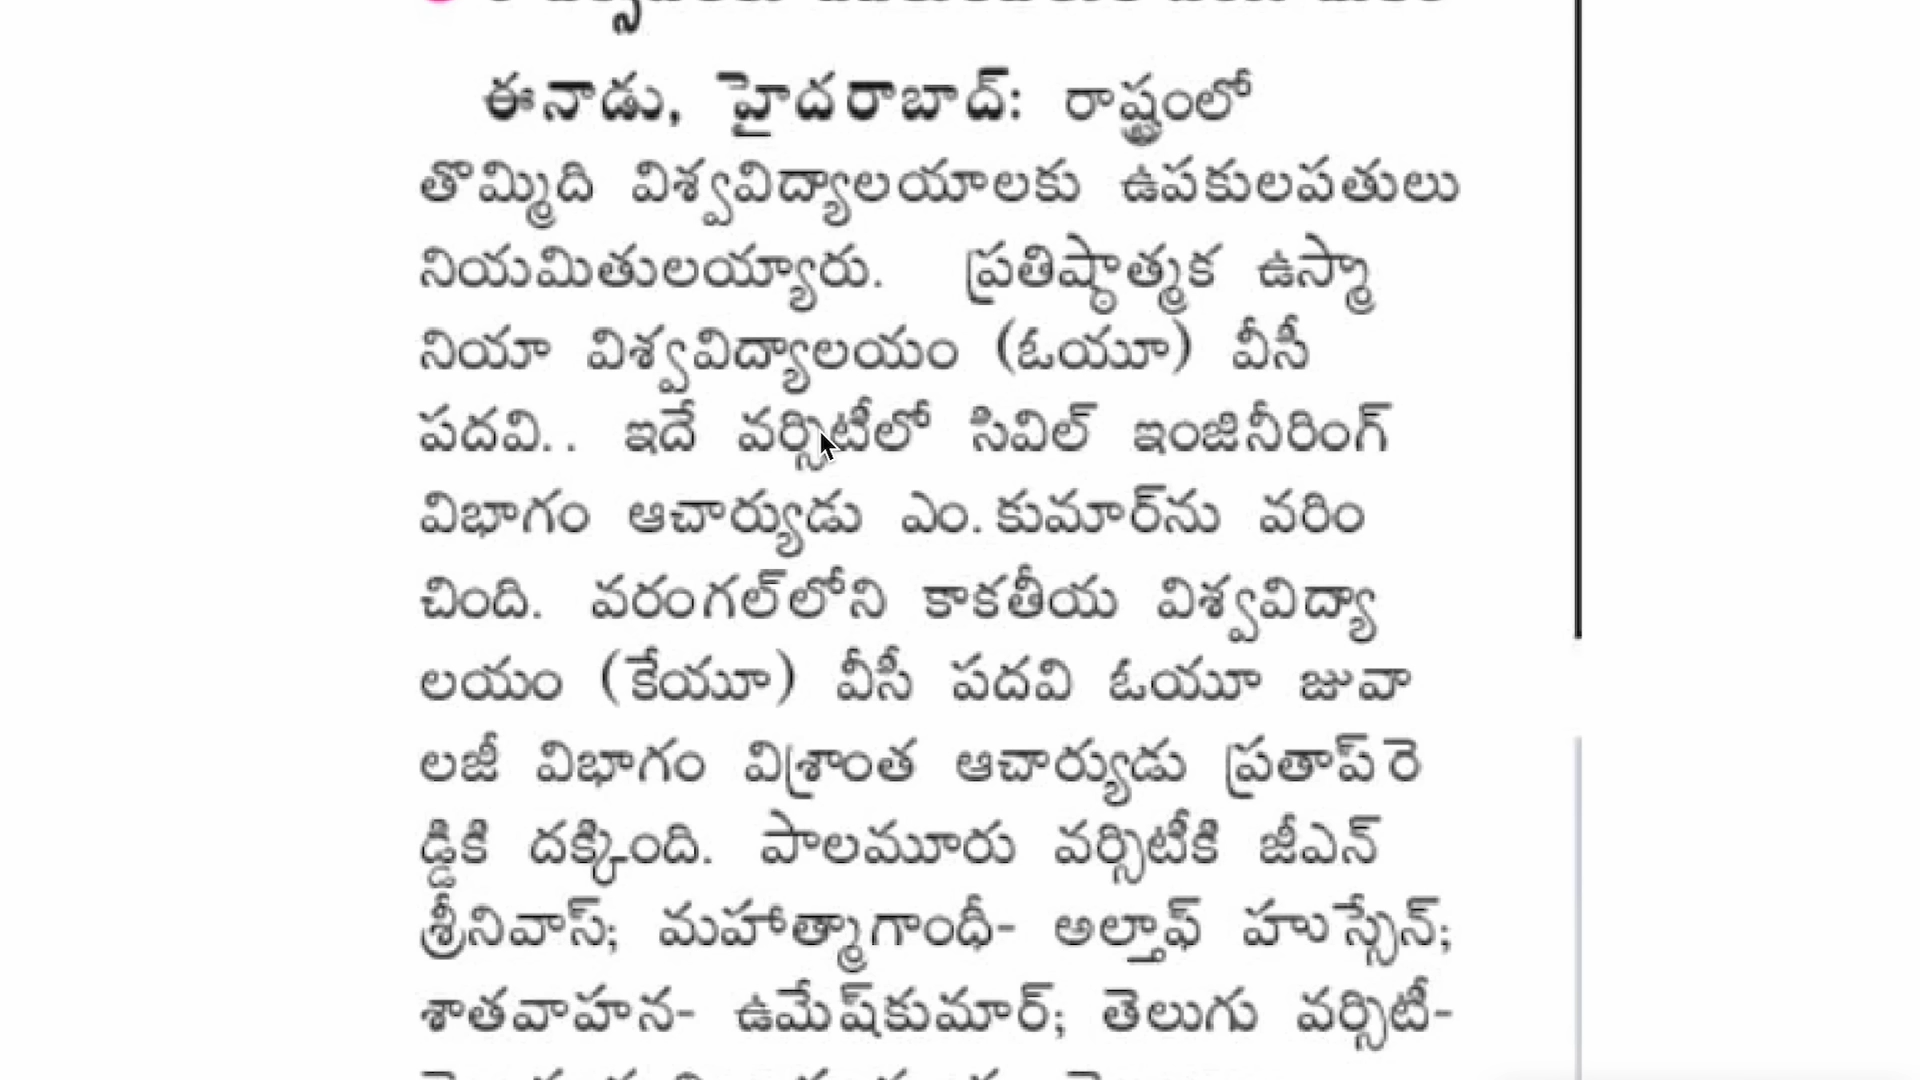 ఈనాడు, హైదరాబాద్: రాష్ట్రంలో
తొమ్మిది విశ్వవిద్యాలయాలకు ఉపకులపతులు
నియమితులయ్యారు. ప్రతిష్ఠాత్మక ఉస్మా
నియా విశ్వవిద్యాలయం (ఓయూ) వీసీ
పదవి.. ఇదే వర్సిటీలో సివిల్ ఇంజినీరింగ్
విభాగం ఆచార్యుడు ఎం.కుమార్‌ను వరిం
చింది. వరంగల్‌లోని కాకతీయ విశ్వవిద్యా
లయం (కేయూ) వీసీ పదవి ఓయూ జువా
లజీ విభాగం విశ్రాంత ఆచార్యుడు ప్రతాప్‌రె
డ్డికి దక్కింది. పాలమూరు వర్సిటీకి జీఎన్
శ్రీనివాస్; మహాత్మాగాంధీ- అల్తాఫ్ హుస్సేన్;
శాతవాహన- ఉమేష్‌కుమార్; తెలుగు వర్సిటీ-